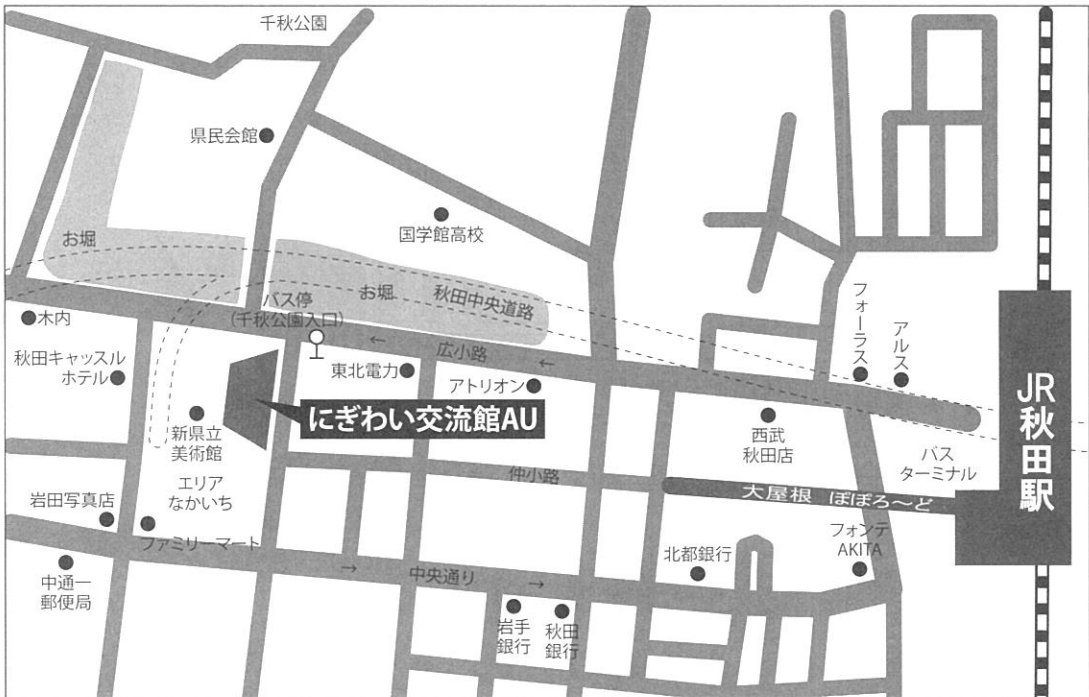 千秋公園
県民会館
国学館高校
お堀
お堀
秋田中央道路
バス停
(千秋公園入口)
木内
秋田キャッスル
ホテル
東北電力
←
広小路
←
アトリオン
フォーラス
アルス
JR秋田駅
にぎわい交流館AU
新県立
美術館
エリア
なかいち
西武
秋田店
バス
ターミナル
仲小路
大屋根 ぽぽろ〜ど
岩田写真店
ファミリーマート
中通一
郵便局
→
中央通り
→
北都銀行
フォンテ
AKITA
岩手
銀行
秋田
銀行